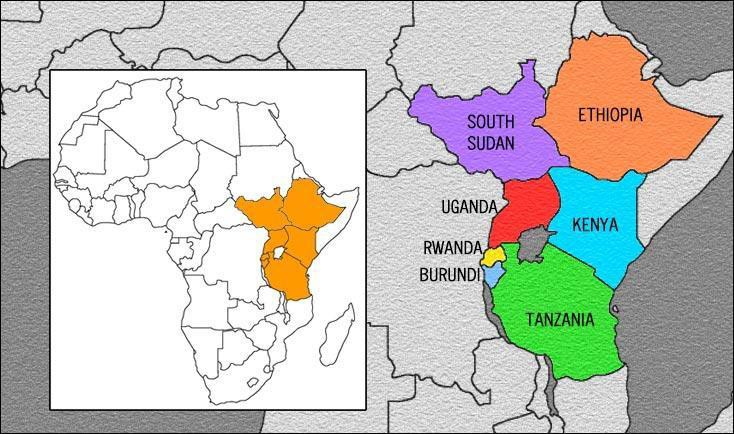 SOUTH
SUDAN
ETHIOPIA
UGANDA
KENYA
RWANDA
BURUNDI
TANZANIA